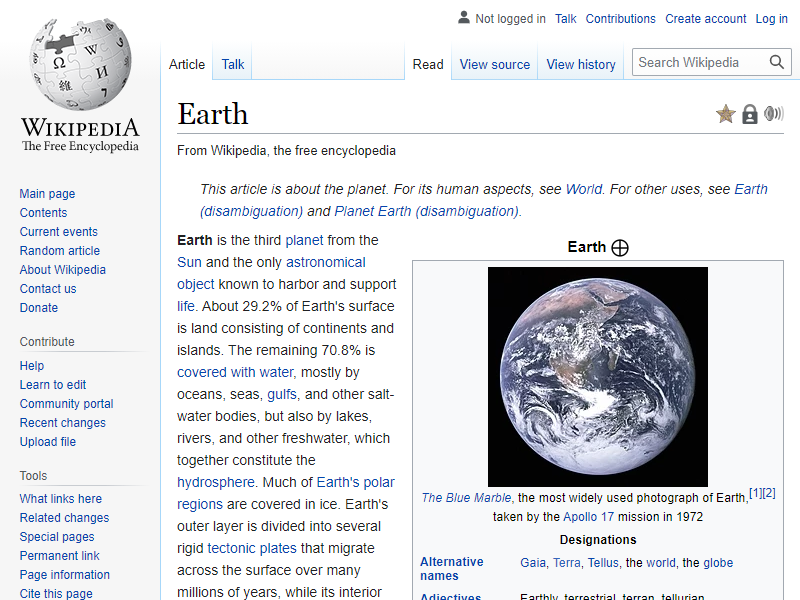 Not logged in Talk Contributions Create account Log in
Article Talk Read View source View history Search Wikipedia
Ω W И 維
WIKIPEDIA
The Free Encyclopedia
Main page
Contents
Current events
Random article
About Wikipedia
Contact us
Donate
Contribute
Help
Learn to edit
Community portal
Recent changes
Upload file
Tools
What links here
Related changes
Special pages
Permanent link
Page information
Cite this page
Earth
From Wikipedia, the free encyclopedia
This article is about the planet. For its human aspects, see World. For other uses, see Earth
(disambiguation) and Planet Earth (disambiguation).
Earth is the third planet from the
Sun and the only astronomical
object known to harbor and support
life. About 29.2% of Earth's surface
is land consisting of continents and
islands. The remaining 70.8% is
covered with water, mostly by
oceans, seas, gulfs, and other salt-
water bodies, but also by lakes,
rivers, and other freshwater, which
together constitute the
hydrosphere. Much of Earth's polar
regions are covered in ice. Earth's
outer layer is divided into several
rigid tectonic plates that migrate
across the surface over many
millions of years, while its interior
Earth
The Blue Marble, the most widely used photograph of Earth,[1][2]
taken by the Apollo 17 mission in 1972
Designations
Alternative names Gaia, Terra, Tellus, the world, the globe
Adjectives Earthly, terrestrial, terran, tellurian,